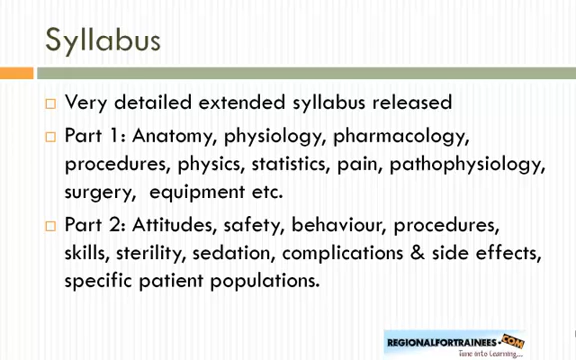 Syllabus
Very detailed extended syllabus released
Part 1: Anatomy, physiology, pharmacology,
procedures, physics, statistics, pain, pathophysiology,
surgery, equipment etc.
Part 2: Attitudes, safety, behaviour, procedures,
skills, sterility, sedation, complications & side effects,
specific patient populations.
REGIONALFORTRAINEES.COM
Tune into Learning....